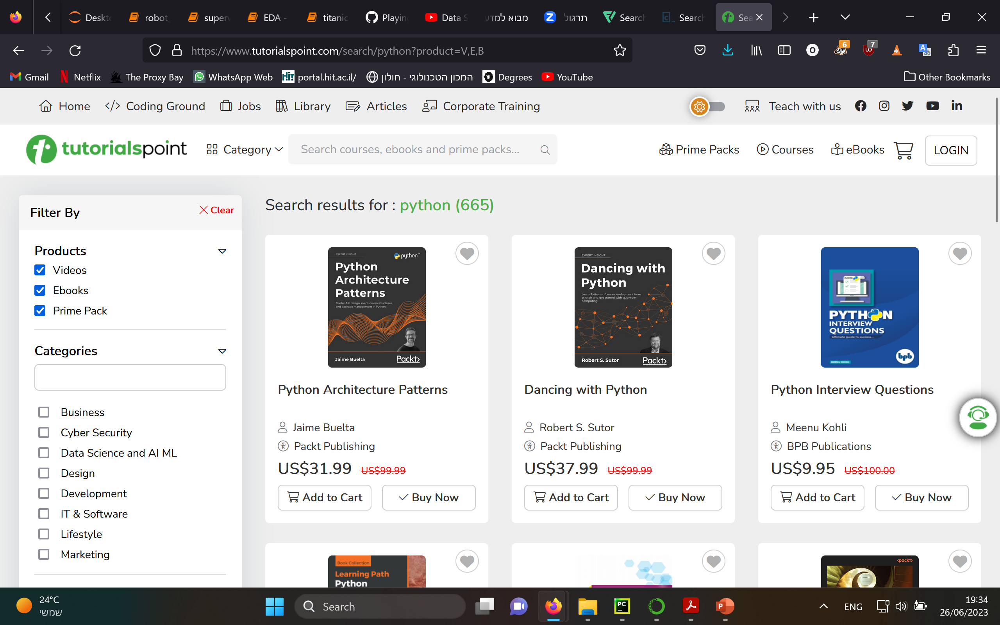 Deskt
robot_
superv
EDA -
titanic
Playin
Data S
מבוא למדע
תרגול
Search
Search
Sea
https://www.tutorialspoint.com/search/python?product=V,E,B
6
7
Gmail
Netflix
The Proxy Bay
WhatsApp Web
portal.hit.ac.il/
המכון הטכנולוגי - חולון
Degrees
YouTube
Other Bookmarks
Home
Coding Ground
Jobs
Library
Articles
Corporate Training
Teach with us
tutorialspoint
Category
Search courses, ebooks and prime packs...
Prime Packs
Courses
eBooks
LOGIN
Filter By
Clear
Products
Videos
Ebooks
Prime Pack
Categories
Business
Cyber Security
Data Science and AI ML
Design
Development
IT & Software
Lifestyle
Marketing
Search results for : python (665)
EXPERT INSIGHT
python™
Python
Architecture
Patterns
Master API design, event-driven structures,
and package management in Python
Jaime Buelta
Packt>
Python Architecture Patterns
Jaime Buelta
Packt Publishing
US$31.99 US$99.99
Add to Cart
Buy Now
EXPERT INSIGHT
Dancing with
Python
Learn Python software development from
scratch and get started with quantum
computing
Robert S. Sutor
Packt>
Dancing with Python
Robert S. Sutor
Packt Publishing
US$37.99 US$99.99
Add to Cart
Buy Now
PYTHON
INTERVIEW
QUESTIONS
Ultimate guide to success...
MEENU KOHLI
bpb
Python Interview Questions
Meenu Kohli
BPB Publications
US$9.95 US$100.00
Add to Cart
Buy Now
Book Collection
Learning Path
Python
<packt>
24°C
שמשי
Search
PC
P
ENG
19:34
26/06/2023